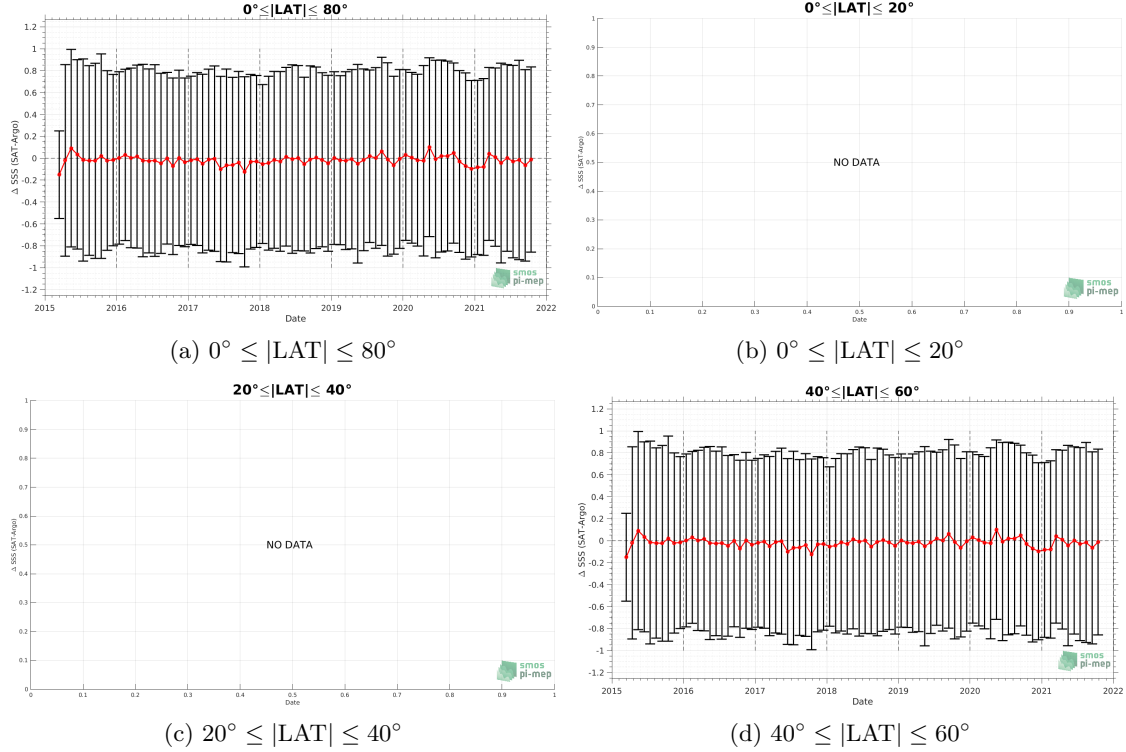 0°≤|LAT|≤ 80°
Δ SSS (SAT-Argo)
1.2
1
0.8
0.6
0.4
0.2
0
-0.2
-0.4
-0.6
-0.8
-1
-1.2
2015 2016 2017 2018 2019 2020 2021 2022
Date
smos
pi-mep
(a) 0° ≤ |LAT| ≤ 80°
0°≤|LAT|≤ 20°
Δ SSS (SAT-Argo)
1
0.9
0.8
0.7
0.6
0.5
0.4
0.3
0.2
0.1
0
NO DATA
0 0.1 0.2 0.3 0.4 0.5 0.6 0.7 0.8 0.9 1
Date
smos
pi-mep
(b) 0° ≤ |LAT| ≤ 20°
20°≤|LAT|≤ 40°
Δ SSS (SAT-Argo)
1
0.9
0.8
0.7
0.6
0.5
0.4
0.3
0.2
0.1
0
NO DATA
0 0.1 0.2 0.3 0.4 0.5 0.6 0.7 0.8 0.9 1
Date
smos
pi-mep
(c) 20° ≤ |LAT| ≤ 40°
40°≤|LAT|≤ 60°
Δ SSS (SAT-Argo)
1.2
1
0.8
0.6
0.4
0.2
0
-0.2
-0.4
-0.6
-0.8
-1
-1.2
2015 2016 2017 2018 2019 2020 2021 2022
Date
smos
pi-mep
(d) 40° ≤ |LAT| ≤ 60°